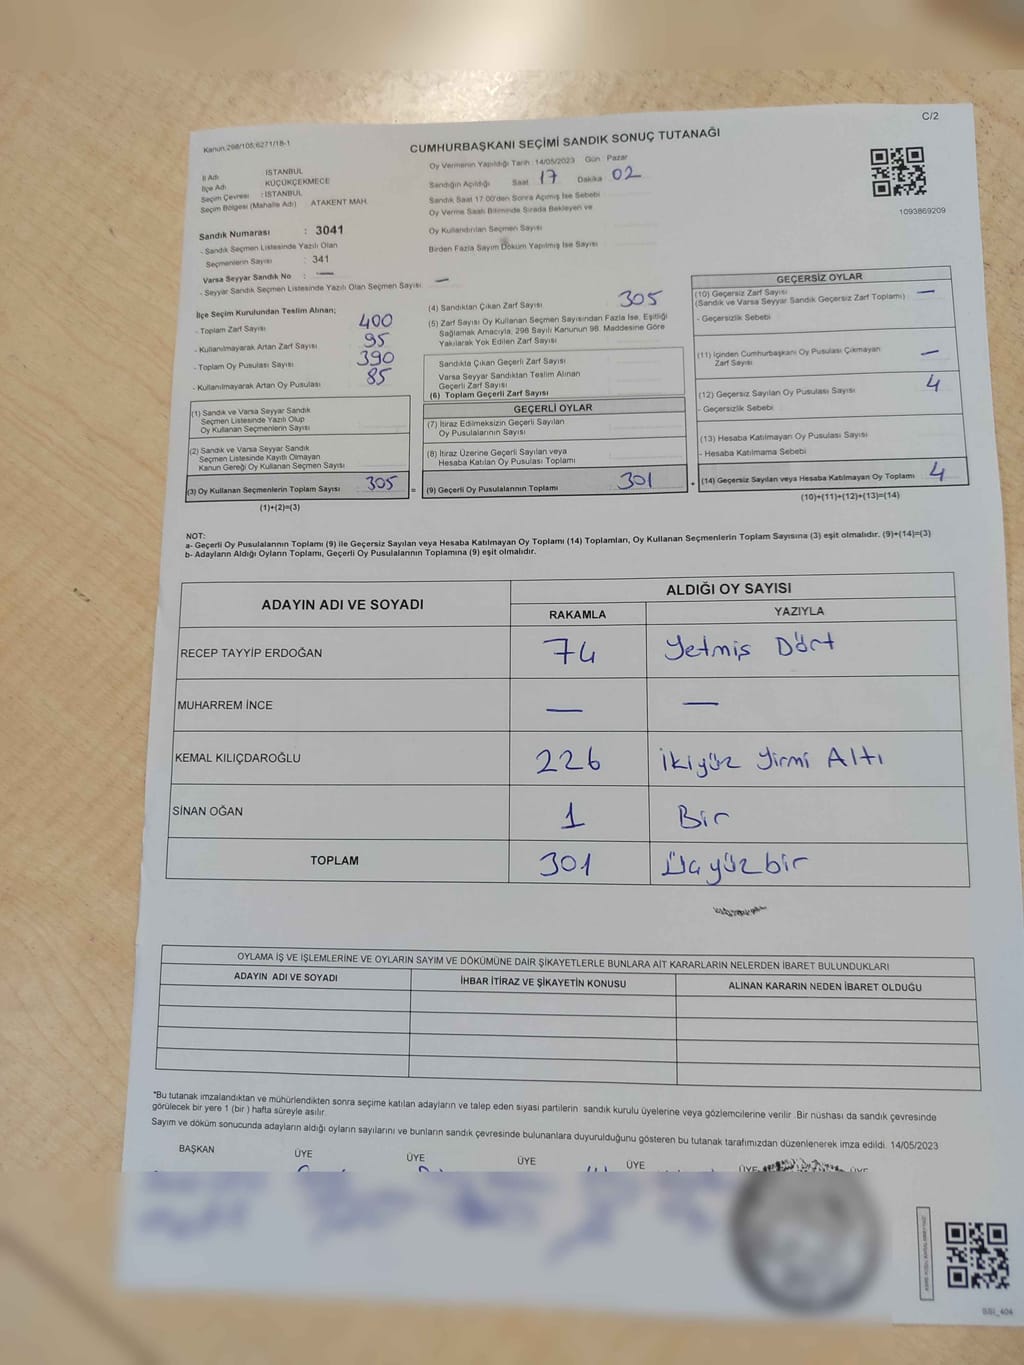 C/2
Kanun:298/105;6271/18-1
CUMHURBAŞKANI SEÇİMİ SANDIK SONUÇ TUTANAĞI
İl Adı İSTANBUL
İlçe Adı KÜÇÜKÇEKMECE
Seçim Çevresi : İSTANBUL
Seçim Bölgesi (Mahalle Adı) : ATAKENT MAH.
Sandık Numarası : 3041
- Sandık Seçmen Listesinde Yazılı Olan
Seçmenlerin Sayısı : 341
Varsa Seyyar Sandık No : —
- Seyyar Sandık Seçmen Listesinde Yazılı Olan Seçmen Sayısı : —
Oy Vermenin Yapıldığı Tarih : 14/05/2023 Gün Pazar
Sandığın Açıldığı Saat 17 Dakika 02
Sandık Saat 17:00'den Sonra Açılmış İse Sebebi
Oy Verme Saati Bitiminde Sırada Bekleyen ve
Oy Kullandırılan Seçmen Sayısı
Birden Fazla Sayım Döküm Yapılmış İse Sayısı
1093869209
İlçe Seçim Kurulundan Teslim Alınan;
- Toplam Zarf Sayısı 400
- Kullanılmayarak Artan Zarf Sayısı 95
- Toplam Oy Pusulası Sayısı 390
- Kullanılmayarak Artan Oy Pusulası 85
(1) Sandık ve Varsa Seyyar Sandık
Seçmen Listesinde Yazılı Olup
Oy Kullanan Seçmenlerin Sayısı
(2) Sandık ve Varsa Seyyar Sandık
Seçmen Listesinde Kayıtlı Olmayan
Kanun Gereği Oy Kullanan Seçmen Sayısı
(3) Oy Kullanan Seçmenlerin Toplam Sayısı 305
(1)+(2)=(3)
(4) Sandıktan Çıkan Zarf Sayısı 305
(5) Zarf Sayısı Oy Kullanan Seçmen Sayısından Fazla İse, Eşitliği
Sağlamak Amacıyla, 298 Sayılı Kanunun 98. Maddesine Göre
Yakılarak Yok Edilen Zarf Sayısı
Sandıkta Çıkan Geçerli Zarf Sayısı
Varsa Seyyar Sandıktan Teslim Alınan
Geçerli Zarf Sayısı
(6) Toplam Geçerli Zarf Sayısı
GEÇERLİ OYLAR
(7) İtiraz Edilmeksizin Geçerli Sayılan
Oy Pusulalarının Sayısı
(8) İtiraz Üzerine Geçerli Sayılan veya
Hesaba Katılan Oy Pusulası Toplamı
= (9) Geçerli Oy Pusulalarının Toplamı 301
GEÇERSİZ OYLAR
(10) Geçersiz Zarf Sayısı —
(Sandık ve Varsa Seyyar Sandık Geçersiz Zarf Toplamı)
- Geçersizlik Sebebi
(11) İçinden Cumhurbaşkanı Oy Pusulası Çıkmayan —
Zarf Sayısı
(12) Geçersiz Sayılan Oy Pusulası Sayısı 4
- Geçersizlik Sebebi
(13) Hesaba Katılmayan Oy Pusulası Sayısı
- Hesaba Katılmama Sebebi
+ (14) Geçersiz Sayılan veya Hesaba Katılmayan Oy Toplamı 4
(10)+(11)+(12)+(13)=(14)
NOT:
a- Geçerli Oy Pusulalarının Toplamı (9) ile Geçersiz Sayılan veya Hesaba Katılmayan Oy Toplamı (14) Toplamları, Oy Kullanan Seçmenlerin Toplam Sayısına (3) eşit olmalıdır. (9)+(14)=(3)
b- Adayların Aldığı Oyların Toplamı, Geçerli Oy Pusulalarının Toplamına (9) eşit olmalıdır.
ADAYIN ADI VE SOYADI ALDIĞI OY SAYISI
RAKAMLA YAZIYLA
RECEP TAYYİP ERDOĞAN 74 Yetmiş Dört
MUHARREM İNCE — —
KEMAL KILIÇDAROĞLU 226 İkiyüz Yirmi Altı
SİNAN OĞAN 1 Bir
TOPLAM 301 Üçyüzbir
OYLAMA İŞ VE İŞLEMLERİNE VE OYLARIN SAYIM VE DÖKÜMÜNE DAİR ŞİKAYETLERLE BUNLARA AİT KARARLARIN NELERDEN İBARET BULUNDUKLARI
ADAYIN ADI VE SOYADI İHBAR İTİRAZ VE ŞİKAYETİN KONUSU ALINAN KARARIN NEDEN İBARET OLDUĞU
*Bu tutanak imzalandıktan ve mühürlendikten sonra seçime katılan adayların ve talep eden siyasi partilerin sandık kurulu üyelerine veya gözlemcilerine verilir. Bir nüshası da sandık çevresinde
görülecek bir yere 1 (bir) hafta süreyle asılır.
Sayım ve döküm sonucunda adayların aldığı oyların sayılarını ve bunların sandık çevresinde bulunanlara duyurulduğunu gösteren bu tutanak tarafımızdan düzenlenerek imza edildi. 14/05/2023
BAŞKAN ÜYE ÜYE ÜYE ÜYE ÜYE ÜYE